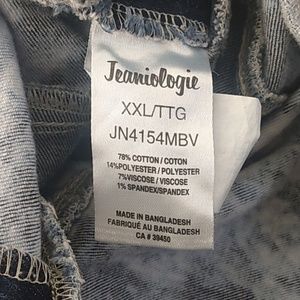 Jeaniologie
XXL/TTG
JN4154MBV
78% COTTON / COTON
14%POLYESTER / POLYESTER
7%VISCOSE / VISCOSE
1% SPANDEX/SPANDEX
MADE IN BANGLADESH
FABRIQUÉ AU BANGLADESH
CA # 39450